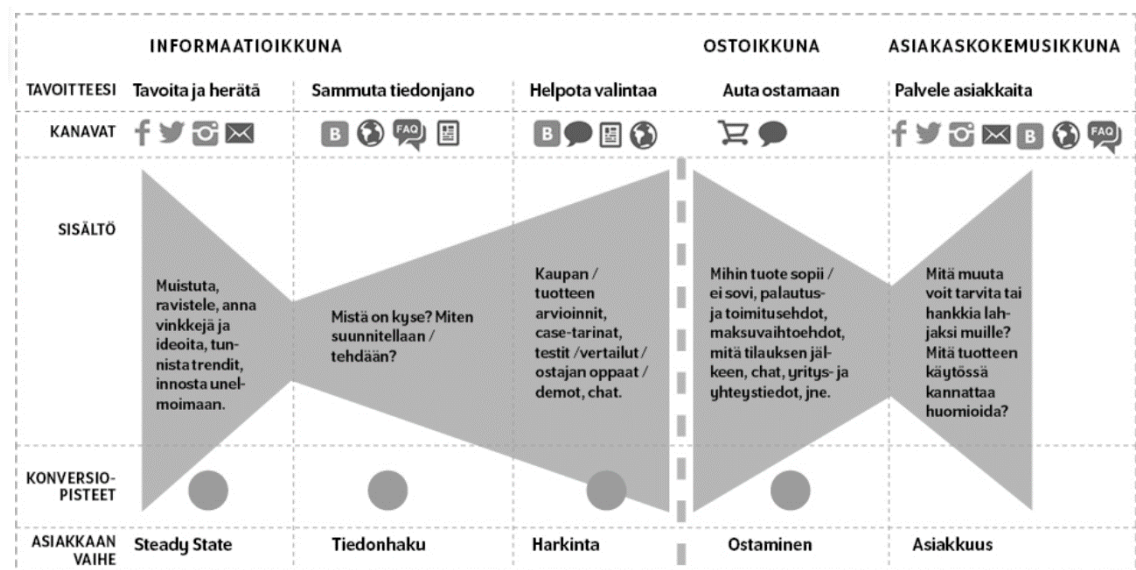 INFORMAATIOIKKUNA
OSTOIKKUNA
ASIAKASKOKEMUSIKKUNA
TAVOITTEESI
Tavoita ja herätä
Sammuta tiedonjano
Helpota valintaa
Auta ostamaan
Palvele asiakkaita
KANAVAT
B
FAQ
B
B
FAQ
SISÄLTÖ
Muistuta,
ravistele, anna
vinkkejä ja
ideoita, tun-
nista trendit,
innosta unel-
moimaan.
Mistä on kyse? Miten
suunnitellaan /
tehdään?
Kaupan /
tuotteen
arvioinnit,
case-tarinat,
testit /vertailut /
ostajan oppaat /
demot, chat.
Mihin tuote sopii /
ei sovi, palautus-
ja toimitusehdot,
maksuvaihtoehdot,
mitä tilauksen jäl-
keen, chat, yritys- ja
yhteystiedot, jne.
Mitä muuta
voit tarvita tai
hankkia lah-
jaksi muille?
Mitä tuotteen
käytössä
kannattaa
huomioida?
KONVERSIO-
PISTEET
ASIAKKAAN
VAIHE
Steady State
Tiedonhaku
Harkinta
Ostaminen
Asiakkuus